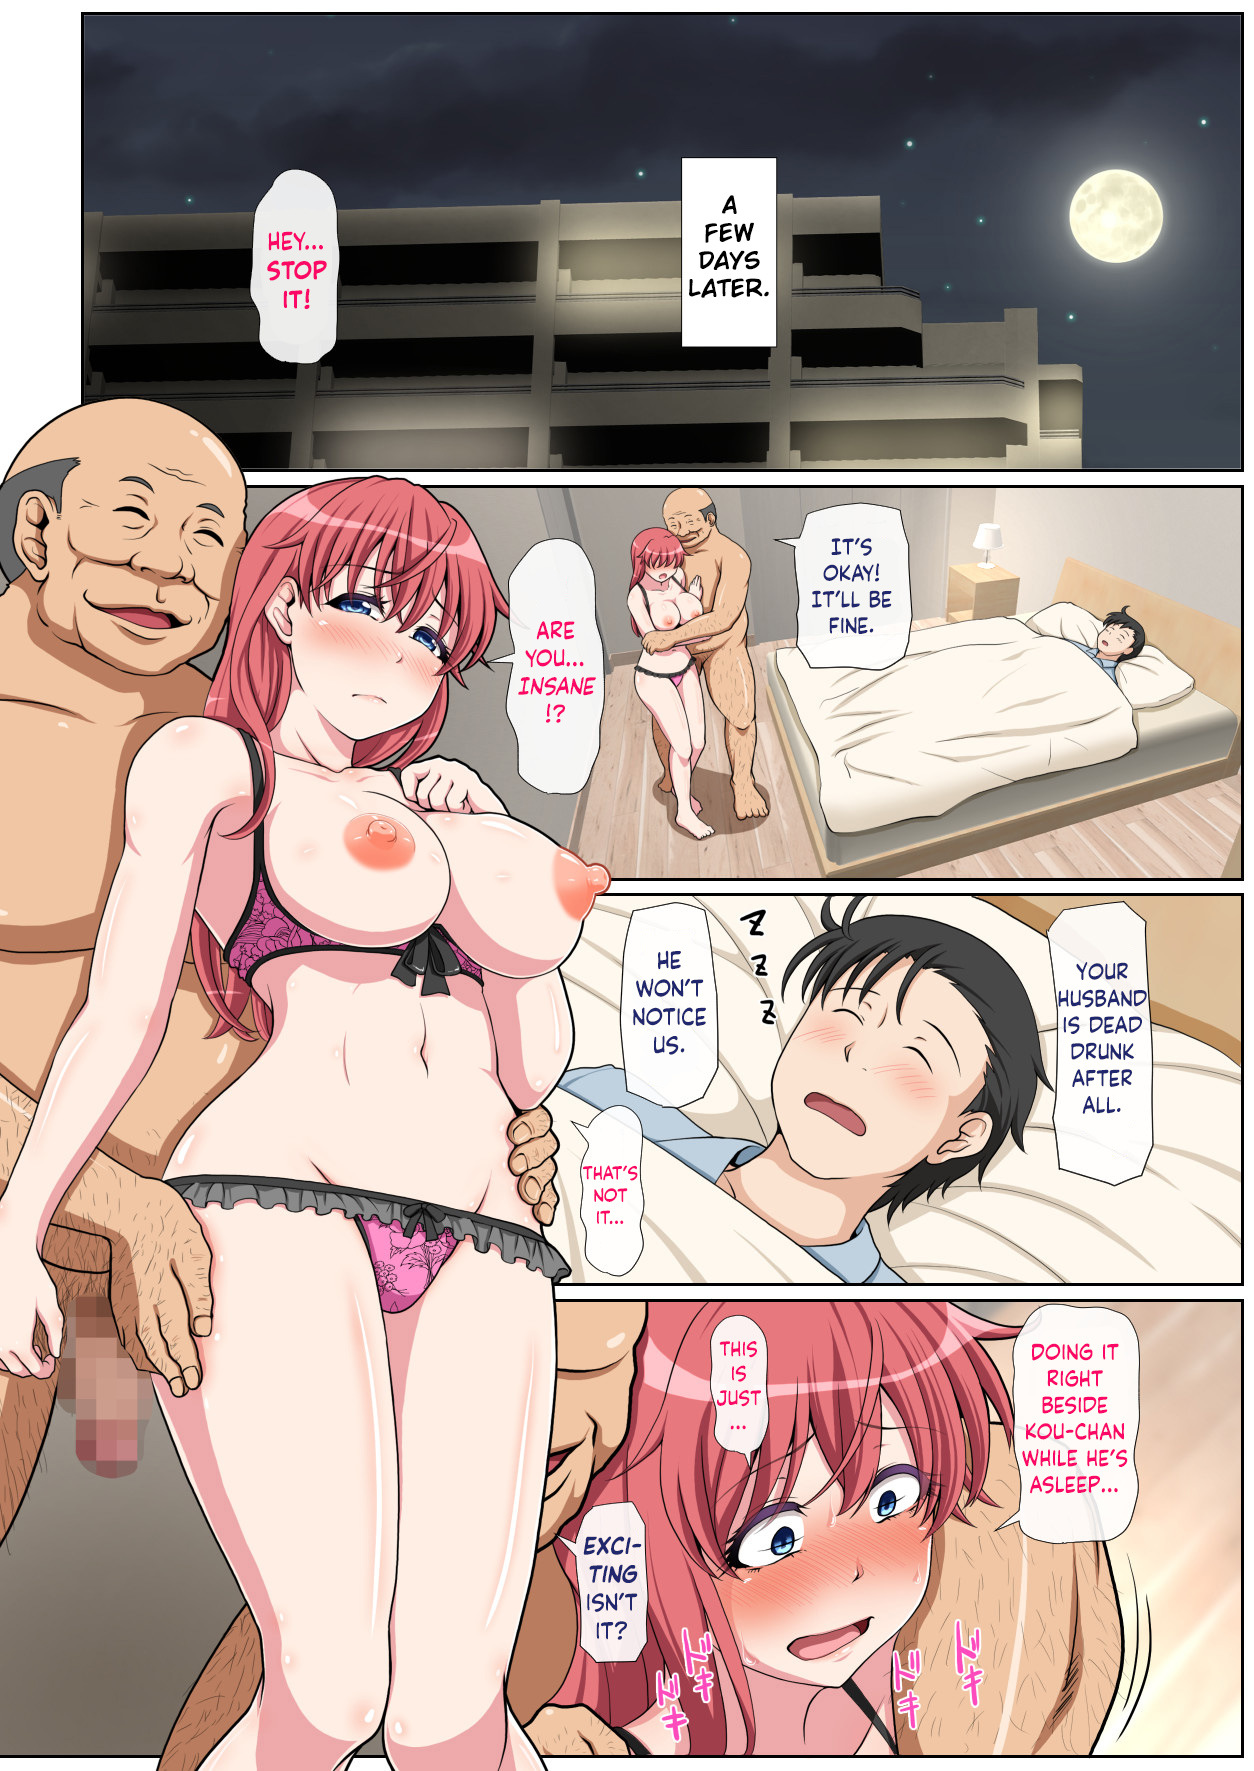 A
FEW
DAYS
LATER.
HEY...
STOP
IT!
IT'S
OKAY!
IT'LL BE
FINE.
ARE
YOU...
INSANE
!?
YOUR
HUSBAND
IS DEAD
DRUNK
AFTER
ALL.
Z
Z
Z
HE
WON'T
NOTICE
US.
THAT'S
NOT
IT...
DOING IT
RIGHT
BESIDE
KOU-CHAN
WHILE HE'S
ASLEEP...
THIS
IS
JUST
...
EXCI-
TING
ISN'T
IT?
ドキ
ドキ
ドキ
ドキ